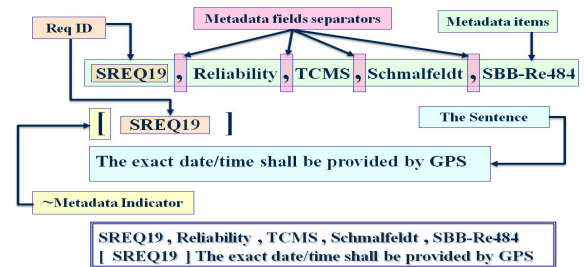 Metadata fields separators
Req ID
Metadata items
SREQ19 , Reliability , TCMS , Schmalfeldt , SBB-Re484
[ SREQ19 ]
The Sentence
The exact date/time shall be provided by GPS
~Metadata Indicator
SREQ19 , Reliability , TCMS , Schmalfeldt , SBB-Re484
[ SREQ19 ] The exact date/time shall be provided by GPS